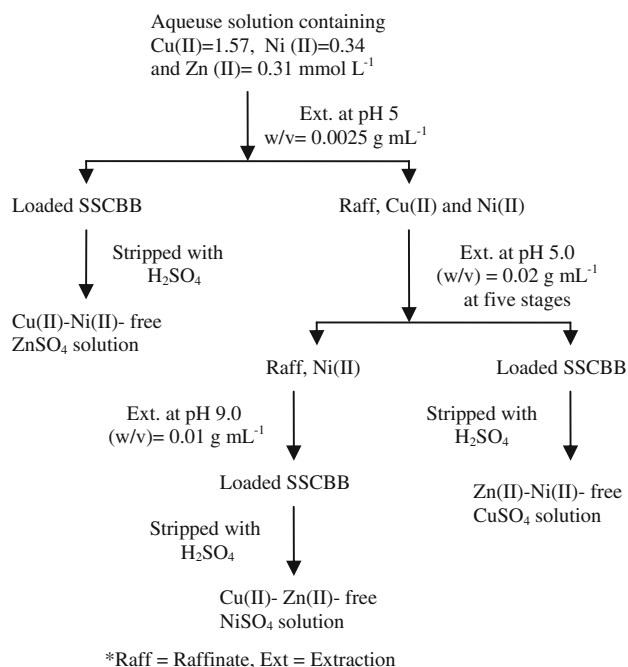 Aqueuse solution containing
Cu(II)=1.57, Ni (II)=0.34
and Zn (II)= 0.31 mmol L-1
Ext. at pH 5
w/v= 0.0025 g mL-1
Loaded SSCBB
Raff, Cu(II) and Ni(II)
Stripped with
H2SO4
Ext. at pH 5.0
(w/v) = 0.02 g mL-1
at five stages
Cu(II)-Ni(II)- free
ZnSO4 solution
Raff, Ni(II)
Loaded SSCBB
Ext. at pH 9.0
(w/v)= 0.01 g mL-1
Stripped with
H2SO4
Loaded SSCBB
Zn(II)-Ni(II)- free
CuSO4 solution
Stripped with
H2SO4
Cu(II)- Zn(II)- free
NiSO4 solution
*Raff = Raffinate, Ext = Extraction